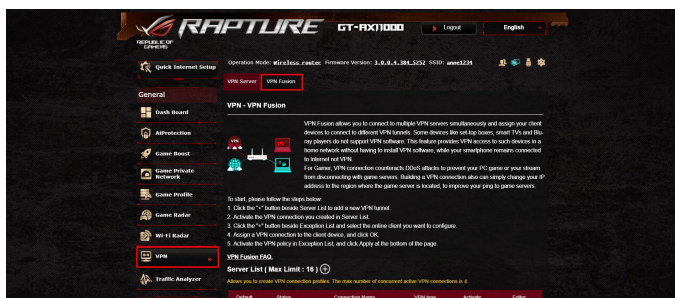 RAPTURE GT-AX11000 Logout English
REPUBLIC OF
GAMERS
Quick Internet Setup
Operation Mode: Wireless router Firmware Version: 3.0.0.4.384_5252 SSID: anne1234
VPN Server VPN Fusion
General
Dash Board
AiProtection
Game Boost
Game Private
Network
Game Profile
Game Radar
Wi-Fi Radar
VPN
Traffic Analyzer
VPN - VPN Fusion
VPN
VPN Fusion allows you to connect to multiple VPN servers simultaneously and assign your client
devices to connect to different VPN tunnels. Some devices like set-top boxes, smart TVs and Blu-
ray players do not support VPN software. This feature provides VPN access to such devices in a
home network without having to install VPN software, while your smartphone remains connected
to Internet not VPN.
For Gamer, VPN connection counteracts DDoS attacks to prevent your PC game or your stream
from disconnecting with game servers. Building a VPN connection also can simply change your IP
address to the region where the game server is located, to improve your ping to game servers.
To start, please follow the steps below:
1. Click the "+" button beside Server List to add a new VPN tunnel.
2. Activate the VPN connection you created in Server List.
3. Click the "+" button beside Exception List and select the online client you want to configure.
4. Assign a VPN connection to the client device, and click OK.
5. Activate the VPN policy in Exception List, and click Apply at the bottom of the page.
VPN Fusion FAQ.
Server List ( Max Limit : 16 )
Allows you to create VPN connection profiles. The max number of concurrent active VPN connections is 4.
Default Status Connection Name VPN type Activate Editor